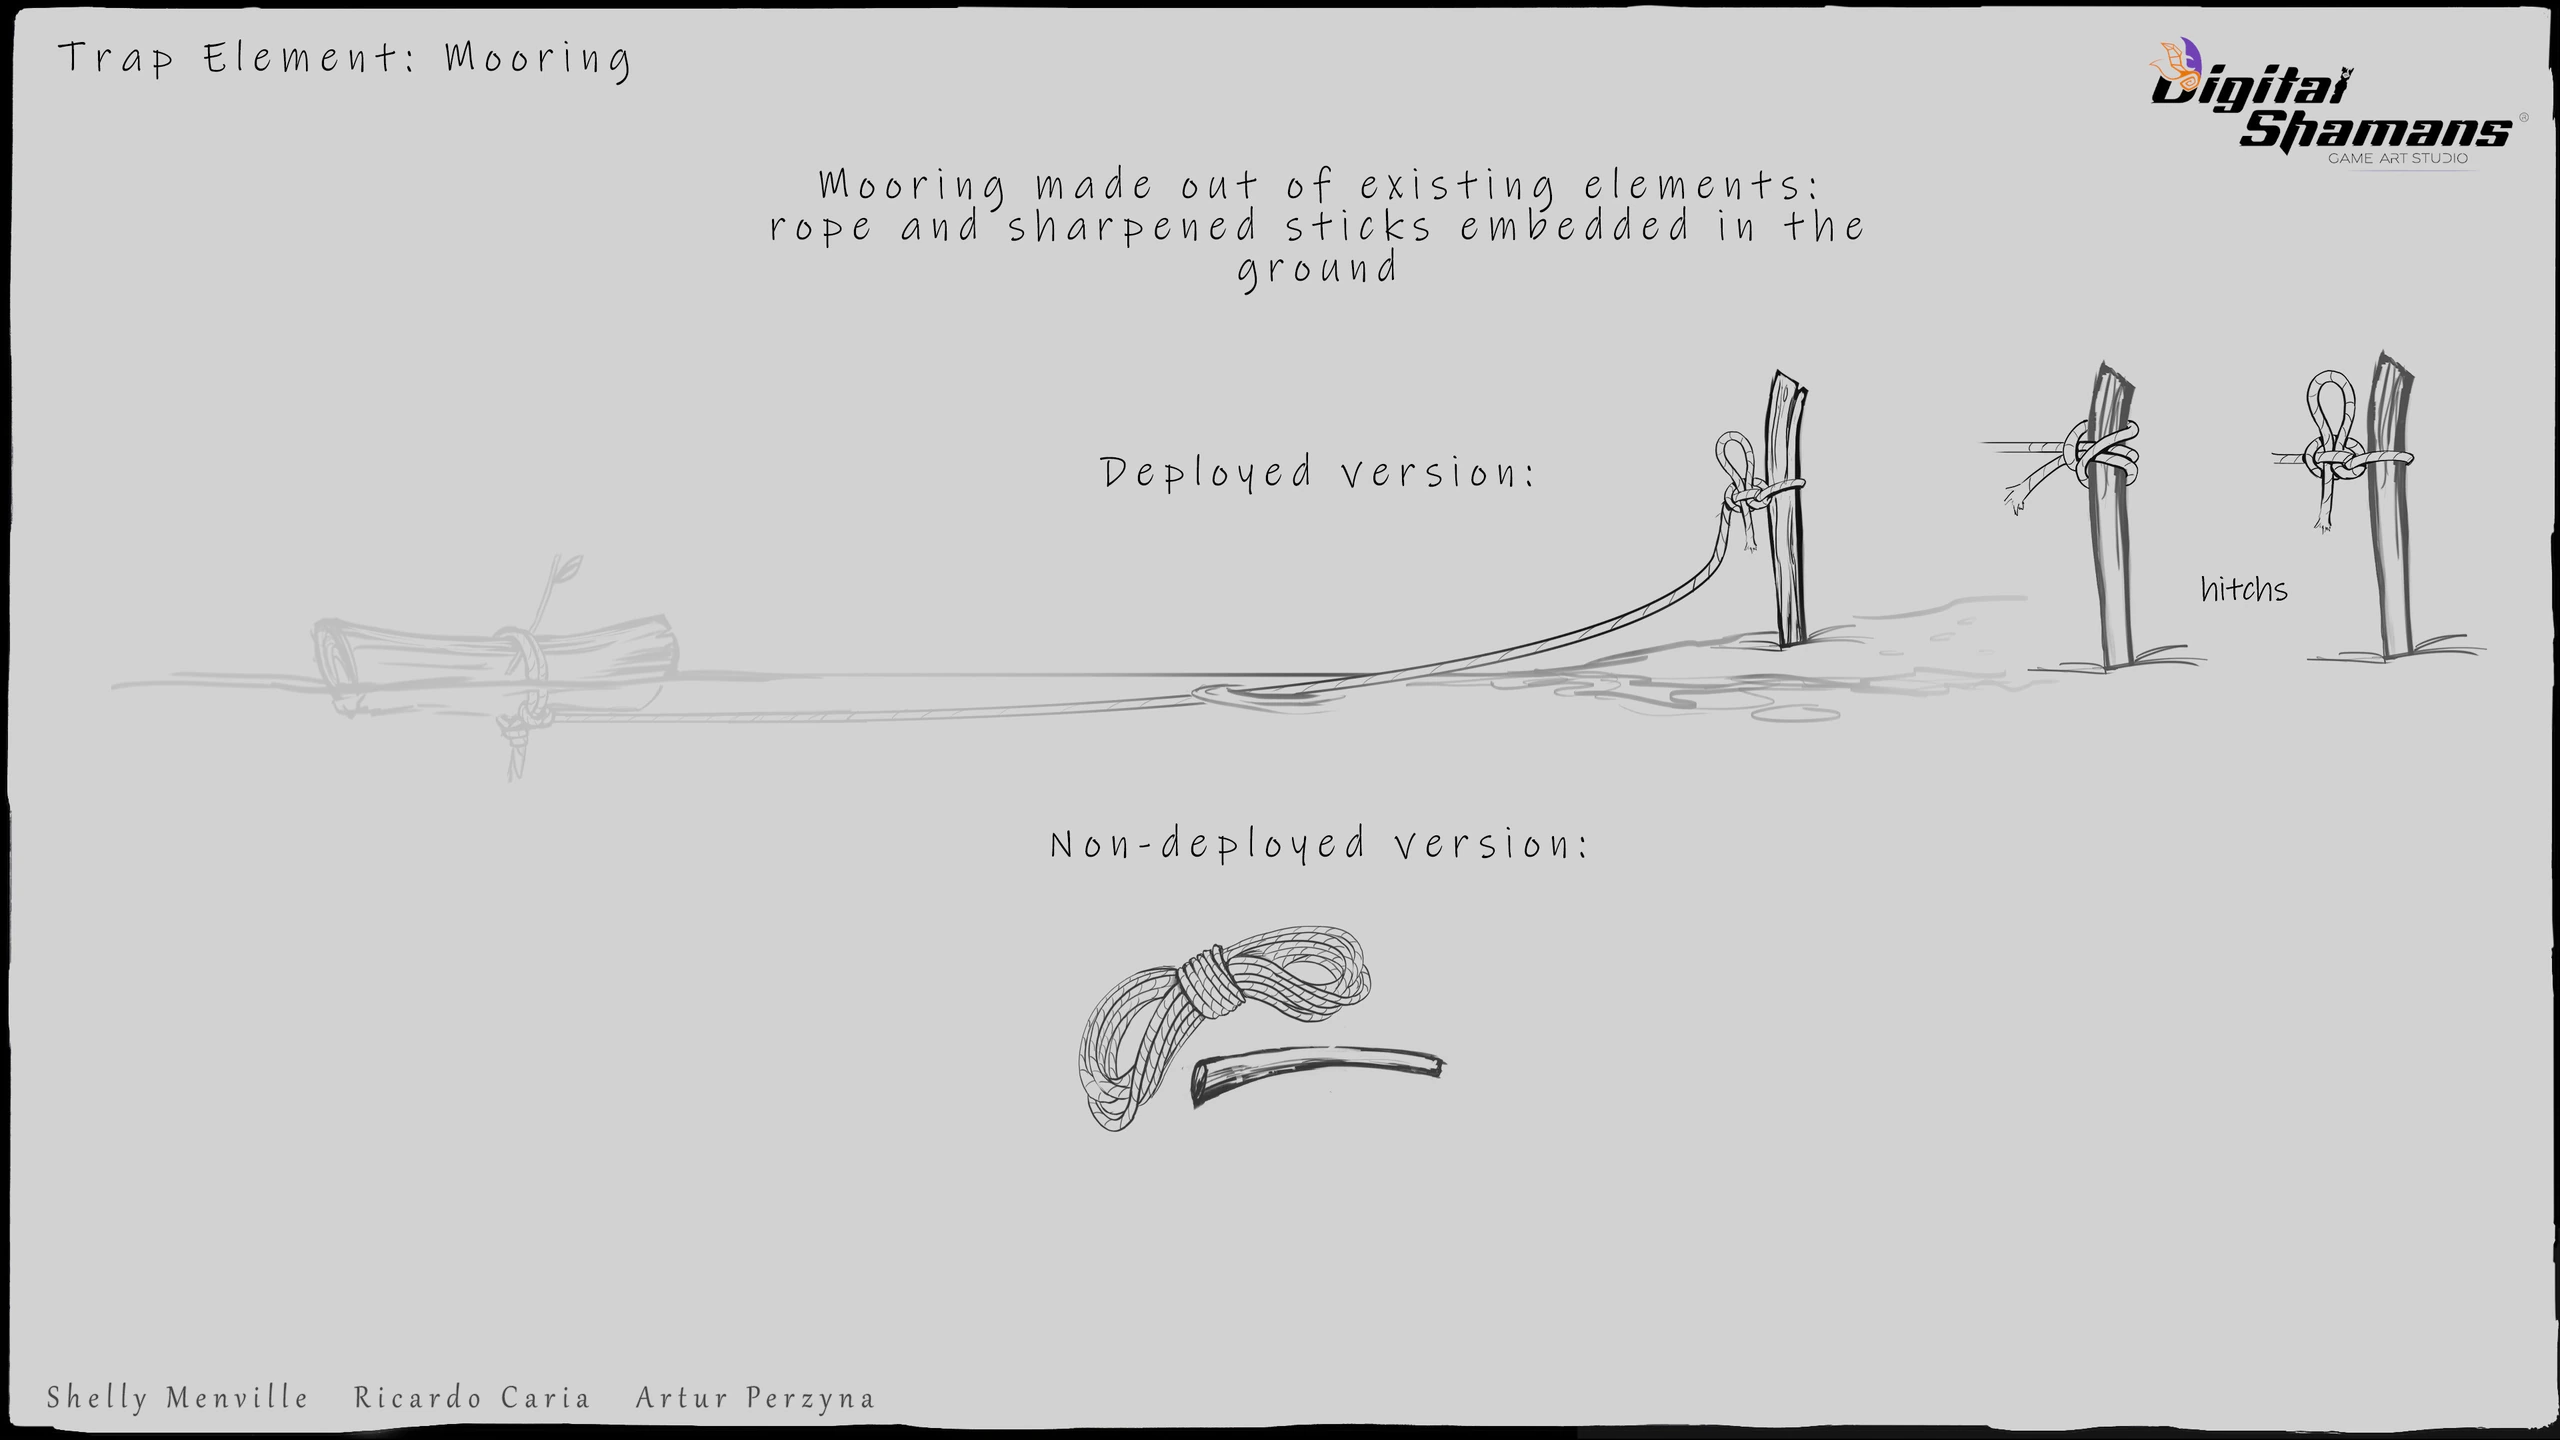 Trap Element: Mooring
Digital
Shamans
GAME ART STUDIO
Mooring made out of existing elements:
rope and sharpened sticks embedded in the
ground
Deployed version:
hitchs
Non-deployed version:
Shelly Menville Ricardo Caria Artur Perzyna